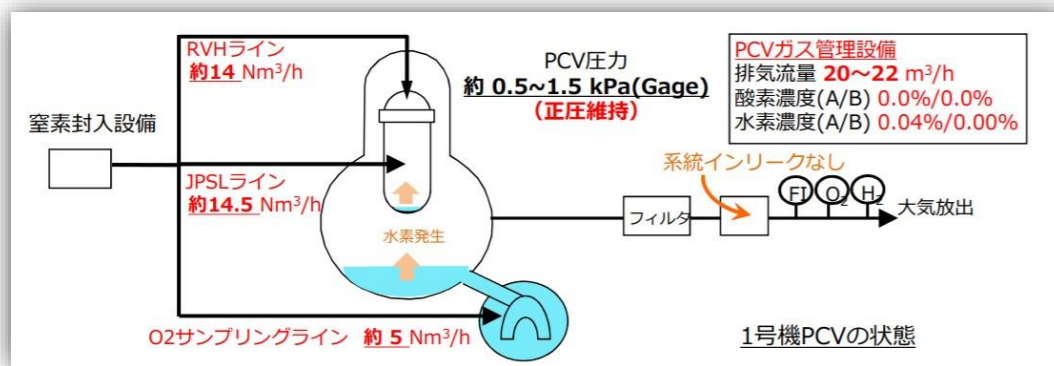 RVHライン
約14 Nm³/h
窒素封入設備
JPSLライン
約14.5 Nm³/h
O2サンプリングライン 約 5 Nm³/h
水素発生
PCV圧力
約 0.5~1.5 kPa(Gage)
(正圧維持)
PCVガス管理設備
排気流量 20～22 m³/h
酸素濃度(A/B) 0.0%/0.0%
水素濃度(A/B) 0.04%/0.00%
系統インリークなし
フィルタ
FI
O₂
H₂
大気放出
1号機PCVの状態